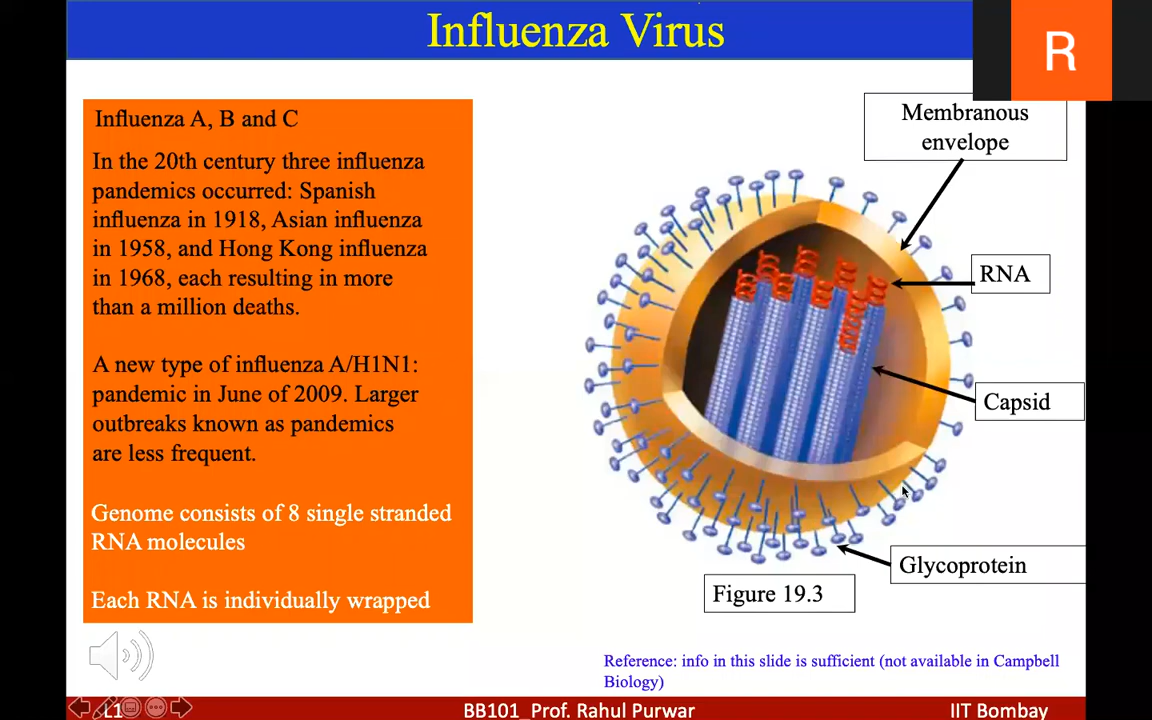 Influenza Virus
R
Influenza A, B and C
In the 20th century three influenza
pandemics occurred: Spanish
influenza in 1918, Asian influenza
in 1958, and Hong Kong influenza
in 1968, each resulting in more
than a million deaths.
A new type of influenza A/H1N1:
pandemic in June of 2009. Larger
outbreaks known as pandemics
are less frequent.
Genome consists of 8 single stranded
RNA molecules
Each RNA is individually wrapped
Membranous
envelope
RNA
Capsid
Glycoprotein
Figure 19.3
Reference: info in this slide is sufficient (not available in Campbell
Biology)
L1
BB101_Prof. Rahul Purwar
IIT Bombay